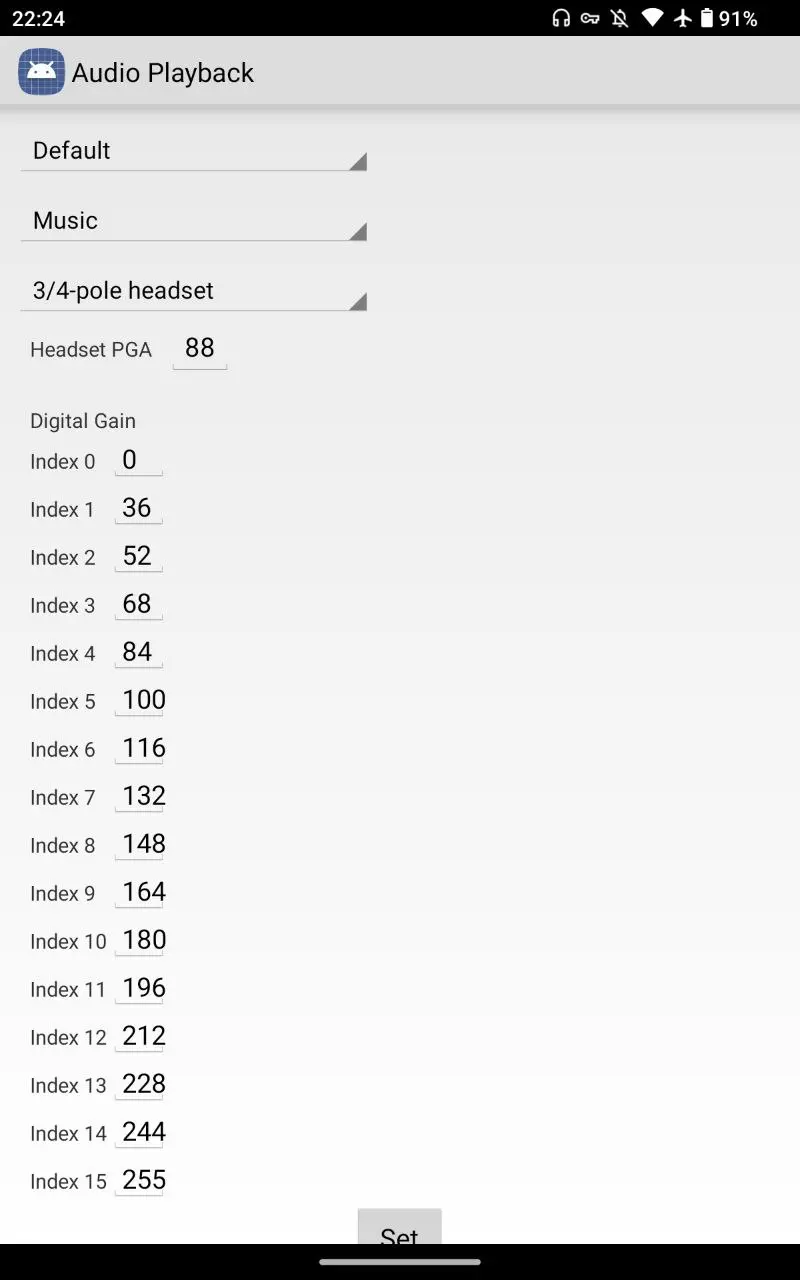 22:24 91%
Audio Playback
Default
Music
3/4-pole headset
Headset PGA 88
Digital Gain
Index 0 0
Index 1 36
Index 2 52
Index 3 68
Index 4 84
Index 5 100
Index 6 116
Index 7 132
Index 8 148
Index 9 164
Index 10 180
Index 11 196
Index 12 212
Index 13 228
Index 14 244
Index 15 255
Set